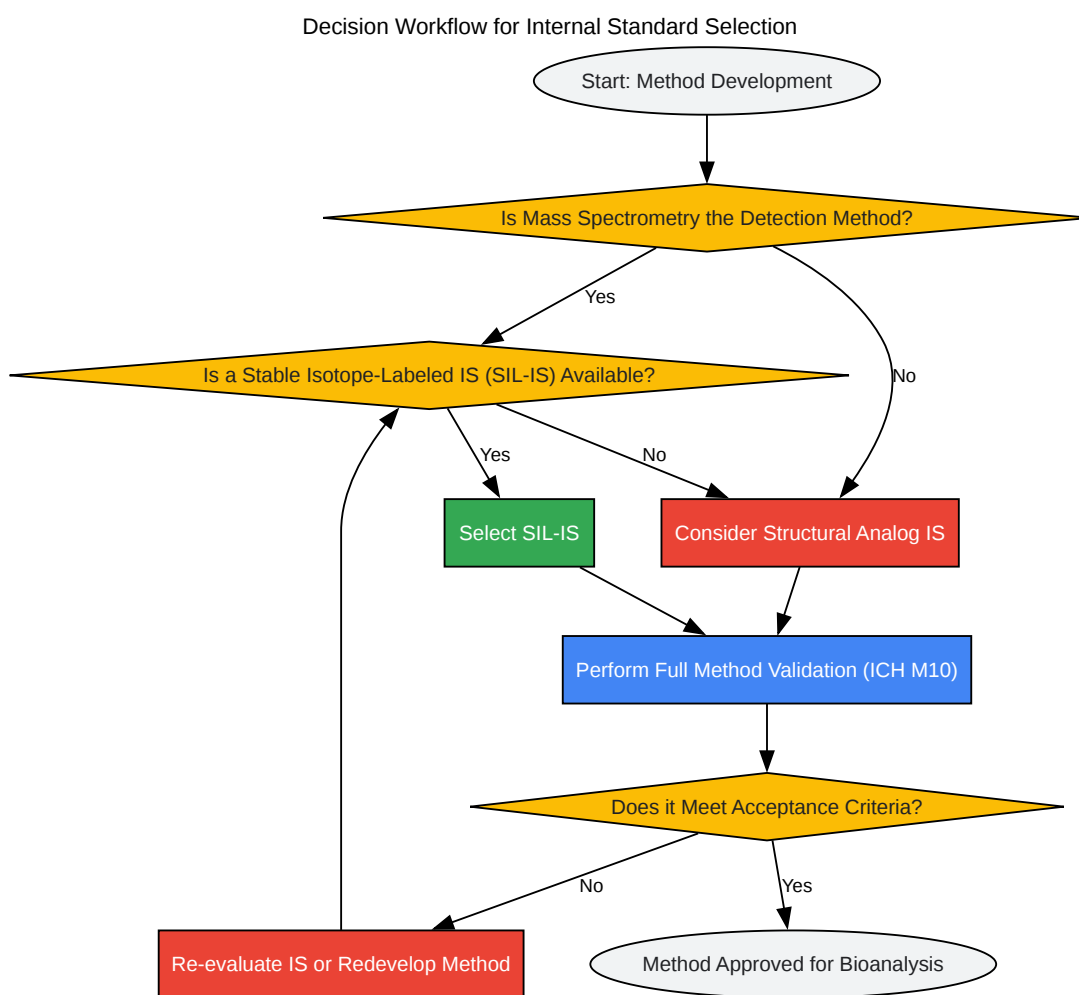 Decision Workflow for Internal Standard Selection
Start: Method Development
Is Mass Spectrometry the Detection Method?
Yes
Is a Stable Isotope-Labeled IS (SIL-IS) Available?
No
Yes
No
Select SIL-IS
Consider Structural Analog IS
Perform Full Method Validation (ICH M10)
Does it Meet Acceptance Criteria?
No
Yes
Re-evaluate IS or Redevelop Method
Method Approved for Bioanalysis